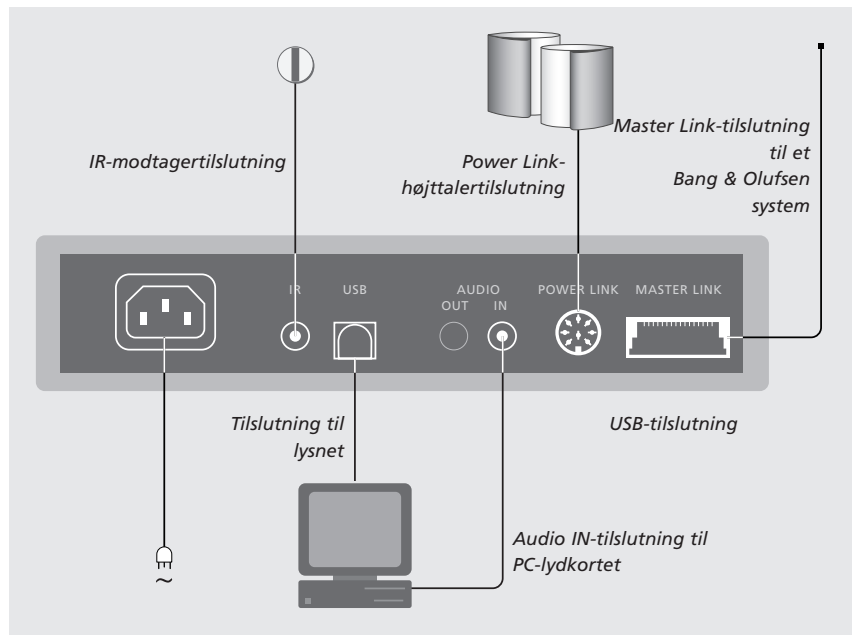 IR-modtagertilslutning
Power Link-
højttalertilslutning
Master Link-tilslutning
til et
Bang & Olufsen
system
IR
USB
AUDIO
OUT IN
POWER LINK
MASTER LINK
Tilslutning til
lysnet
USB-tilslutning
Audio IN-tilslutning til
PC-lydkortet
~